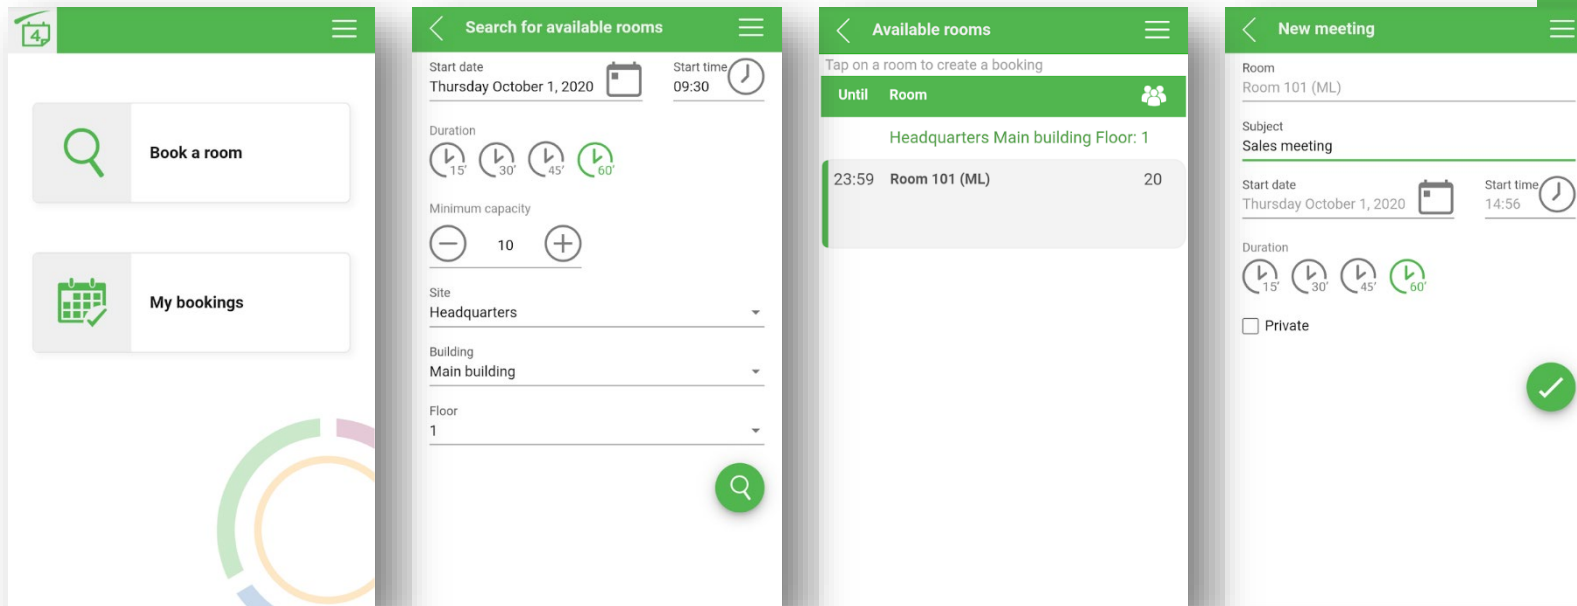 4
Book a room
My bookings
Search for available rooms
Start date
Start time
Thursday October 1, 2020
09:30
Duration
15' 30' 45' 60'
Minimum capacity
10
Site
Headquarters
Building
Main building
Floor
1
Available rooms
Tap on a room to create a booking
Until Room
Headquarters Main building Floor: 1
23:59 Room 101 (ML) 20
New meeting
Room
Room 101 (ML)
Subject
Sales meeting
Start date
Start time
Thursday October 1, 2020
14:56
Duration
15' 30' 45' 60'
Private